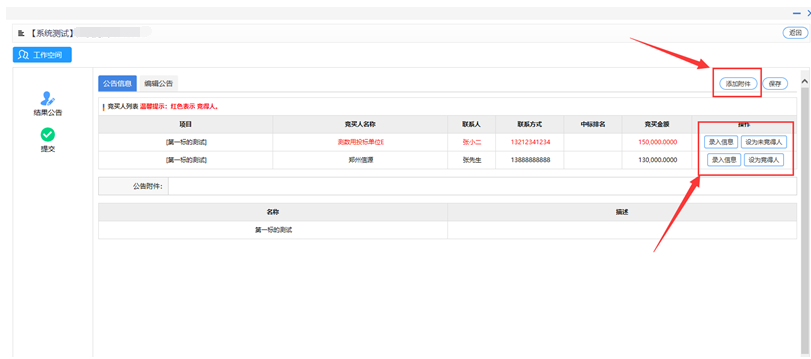 【系统测试】
返回
工作空间
结果公告
提交
公告信息 编辑公告 添加附件 保存
! 竞买人列表 温馨提示：红色表示 竞得人。
项目 竞买人名称 联系人 联系方式 中标排名 竞买金额 操作
[第一标的测试] 测数用投标单位E 张小二 13212341234 150,000.0000 录入信息 设为未竞得人
[第一标的测试] 郑州信源 张先生 13888888888 130,000.0000 录入信息 设为竞得人
公告附件：
名称 描述
第一标的测试